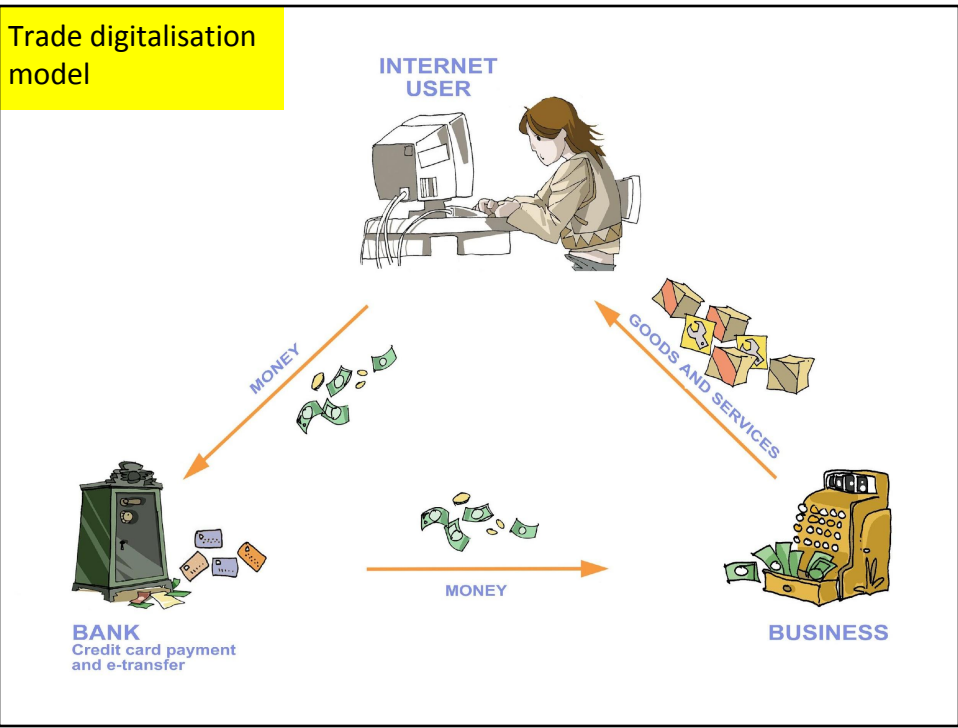 Trade digitalisation
model
INTERNET
USER
MONEY
GOODS AND SERVICES
MONEY
BANK
Credit card payment
and e-transfer
BUSINESS